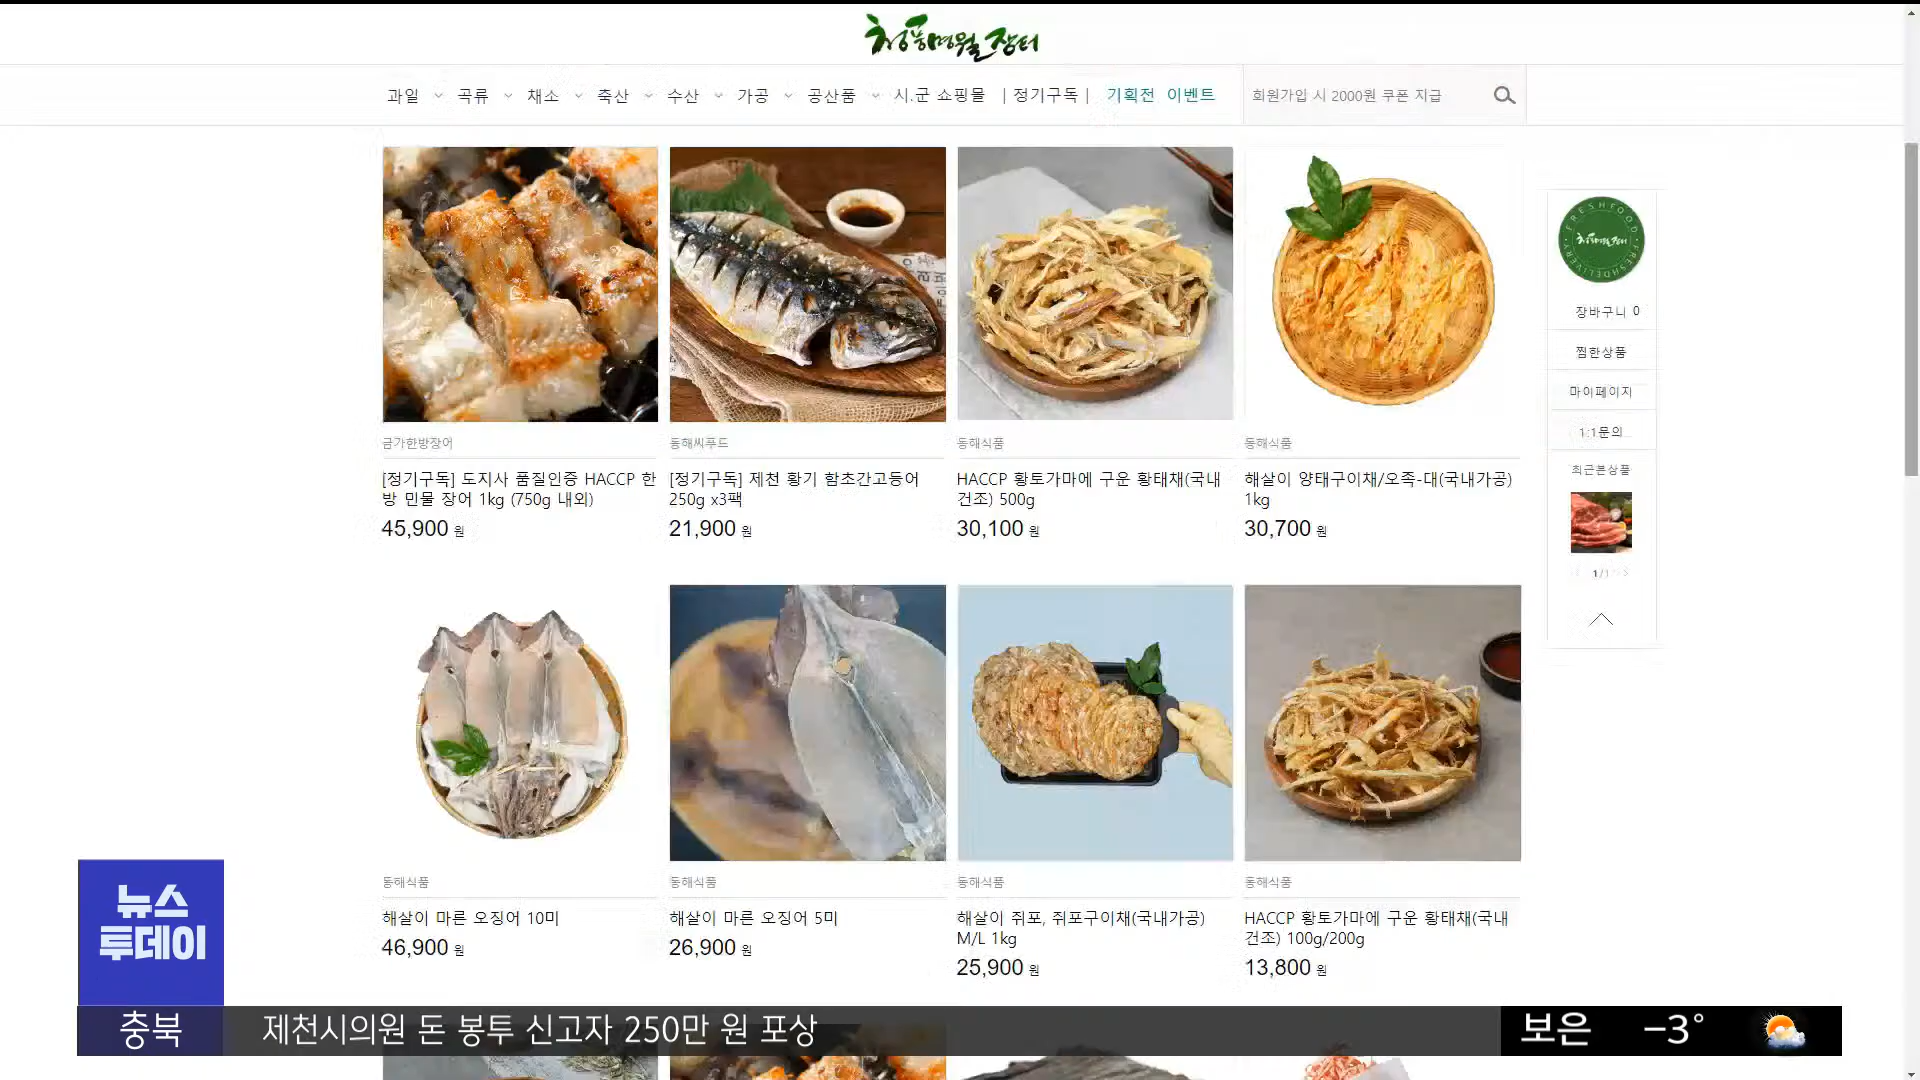 청풍명월장터
과일 곡류 채소 축산 수산 가공 공산품 시.군 쇼핑몰 | 정기구독 | 기획전 이벤트
회원가입 시 2000원 쿠폰 지급
금가한방장어
[정기구독] 도지사 품질인증 HACCP 한
방 민물 장어 1kg (750g 내외)
45,900 원
동해씨푸드
[정기구독] 제천 황기 함초간고등어
250g x3팩
21,900 원
동해식품
HACCP 황토가마에 구운 황태채(국내
건조) 500g
30,100 원
동해식품
해살이 양태구이채/오족-대(국내가공)
1kg
30,700 원
FRESHFOOD
청풍명월장터
FRESHDELIVERY
장바구니 0
찜한상품
마이페이지
1:1문의
최근본상품
1/1
동해식품
해살이 마른 오징어 10미
46,900 원
동해식품
해살이 마른 오징어 5미
26,900 원
동해식품
해살이 쥐포, 쥐포구이채(국내가공)
M/L 1kg
25,900 원
동해식품
HACCP 황토가마에 구운 황태채(국내
건조) 100g/200g
13,800 원
뉴스
투데이
충북
제천시의원 돈 봉투 신고자 250만 원 포상
보은 -3°